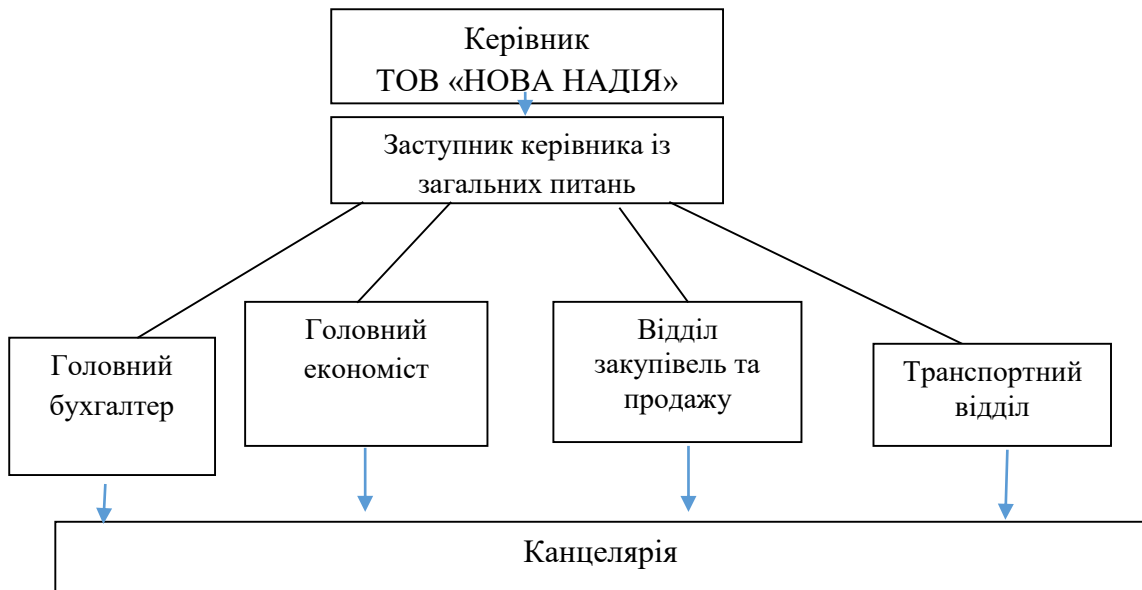 Керівник
ТОВ «НОВА НАДІЯ»
Заступник керівника із
загальних питань
Головний
бухгалтер
Головний
економіст
Відділ
закупівель та
продажу
Транспортний
відділ
Канцелярія